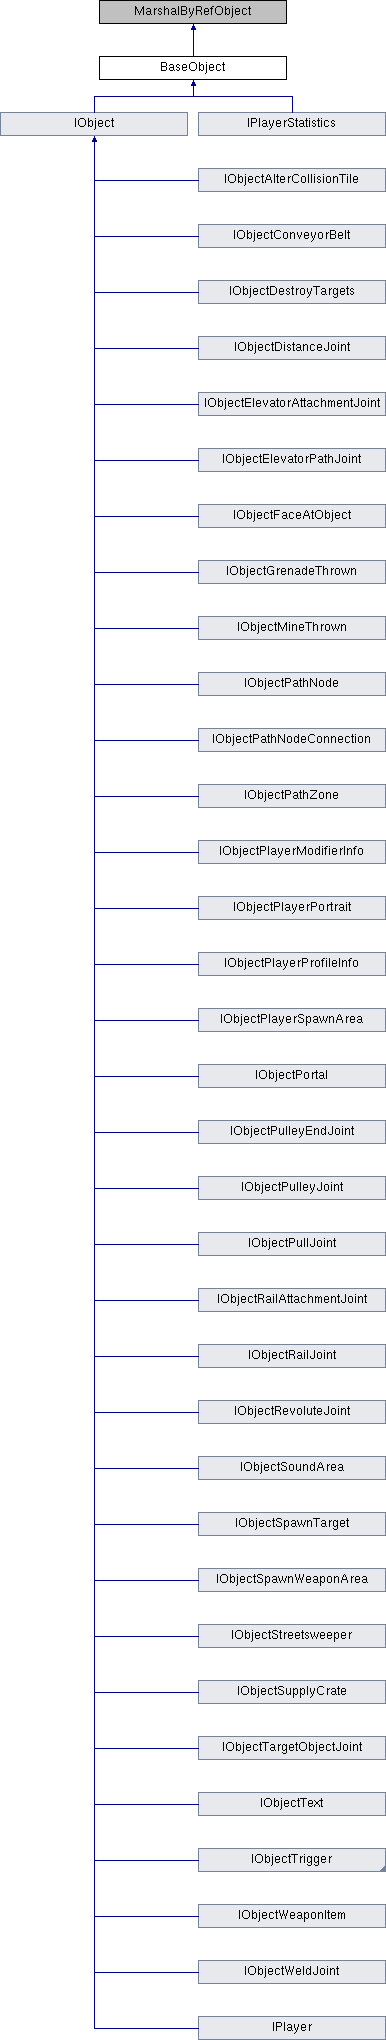 MarshalByRefObject
BaseObject
IObject
IPlayerStatistics
IObjectAlterCollisionTile
IObjectConveyorBelt
IObjectDestroyTargets
IObjectDistanceJoint
IObjectElevatorAttachmentJoint
IObjectElevatorPathJoint
IObjectFaceAtObject
IObjectGrenadeThrown
IObjectMineThrown
IObjectPathNode
IObjectPathNodeConnection
IObjectPathZone
IObjectPlayerModifierInfo
IObjectPlayerPortrait
IObjectPlayerProfileInfo
IObjectPlayerSpawnArea
IObjectPortal
IObjectPulleyEndJoint
IObjectPulleyJoint
IObjectPullJoint
IObjectRailAttachmentJoint
IObjectRailJoint
IObjectRevoluteJoint
IObjectSoundArea
IObjectSpawnTarget
IObjectSpawnWeaponArea
IObjectStreetsweeper
IObjectSupplyCrate
IObjectTargetObjectJoint
IObjectText
IObjectTrigger
IObjectWeaponItem
IObjectWeldJoint
IPlayer